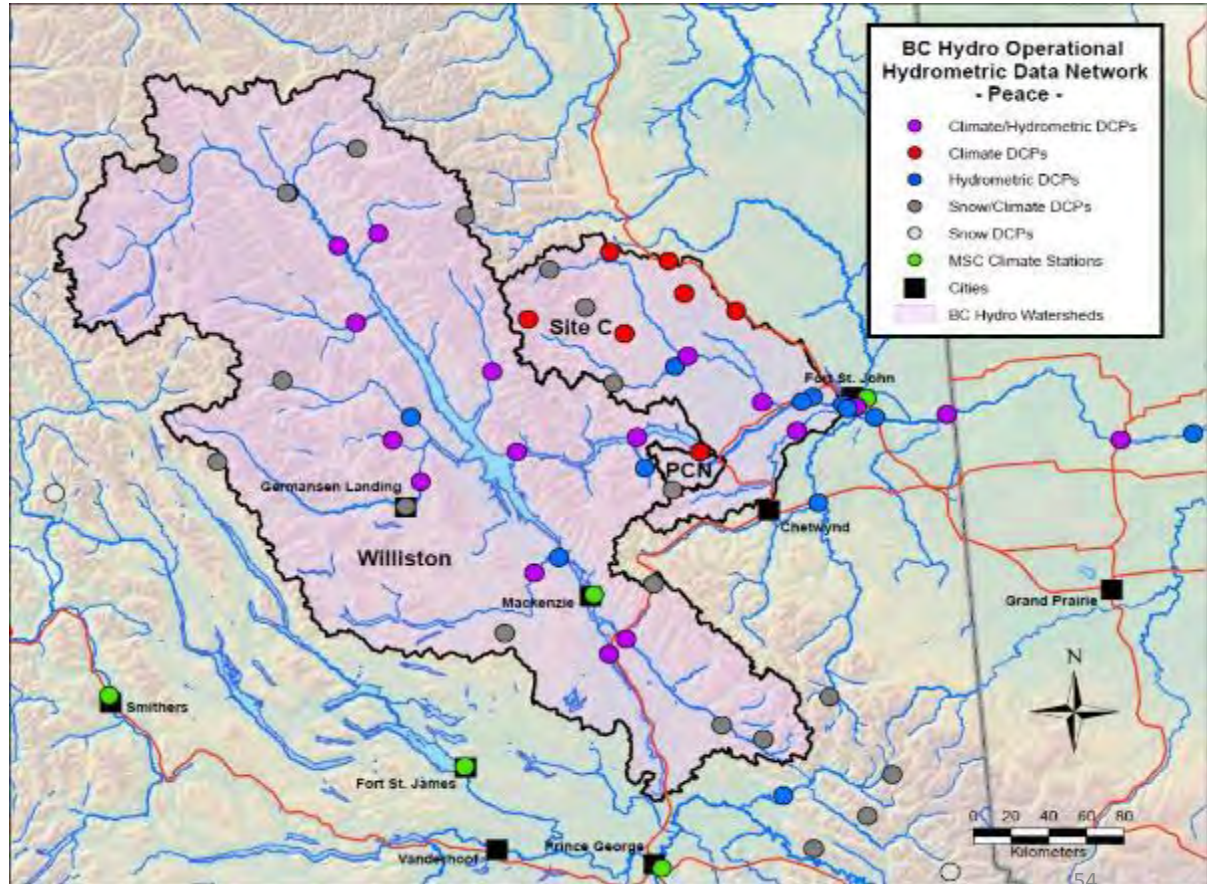 BC Hydro Operational
Hydrometric Data Network
- Peace -
Climate/Hydrometric DCPs
Climate DCPs
Hydrometric DCPs
Snow/Climate DCPs
Snow DCPs
MSC Climate Stations
Cities
BC Hydro Watersheds
Site C
Fort St. John
PCN
Germansen Landing
Chetwynd
Williston
Mackenzie
Grand Prairie
N
Smithers
Fort St. James
0 20 40 60 80
Kilometers
Vanderhoof
Prince George
54